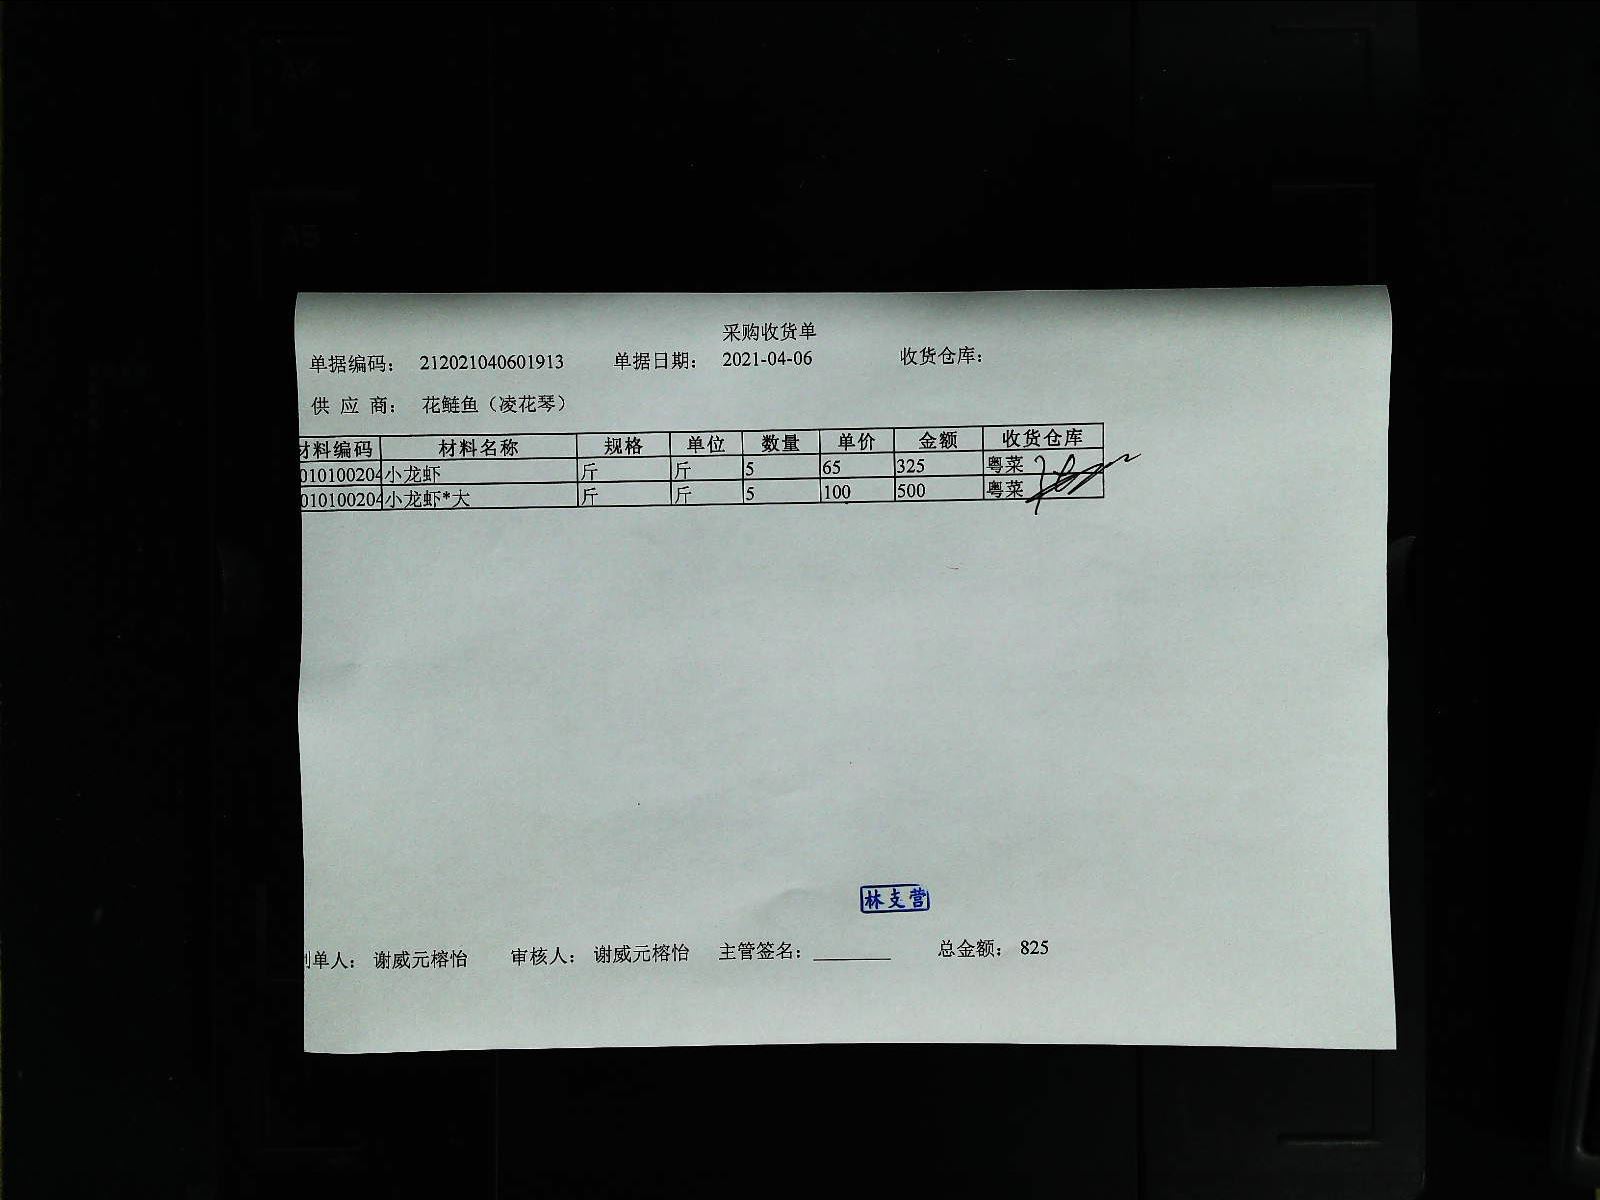 采购收货单
单据编码： 212021040601913 单据日期： 2021-04-06 收货仓库：
供 应 商： 花鲢鱼（凌花琴）
材料编码 材料名称 规格 单位 数量 单价 金额 收货仓库
010100204 小龙虾 斤 斤 5 65 325 粤菜
010100204 小龙虾*大 斤 斤 5 100 500 粤菜
林支营
制单人： 谢威元榕怡 审核人： 谢威元榕怡 主管签名： ________ 总金额： 825